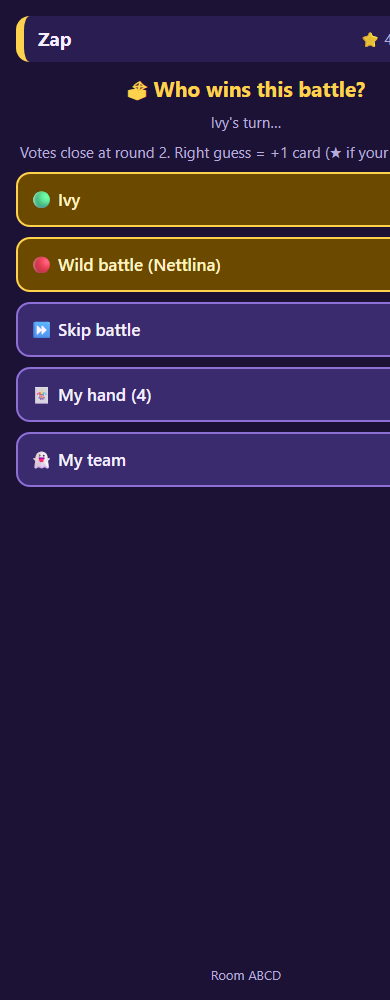 Zap
4
Who wins this battle?
Ivy's turn...
Votes close at round 2. Right guess = +1 card (★ if your
Ivy
Wild battle (Nettlina)
Skip battle
My hand (4)
My team
Room ABCD